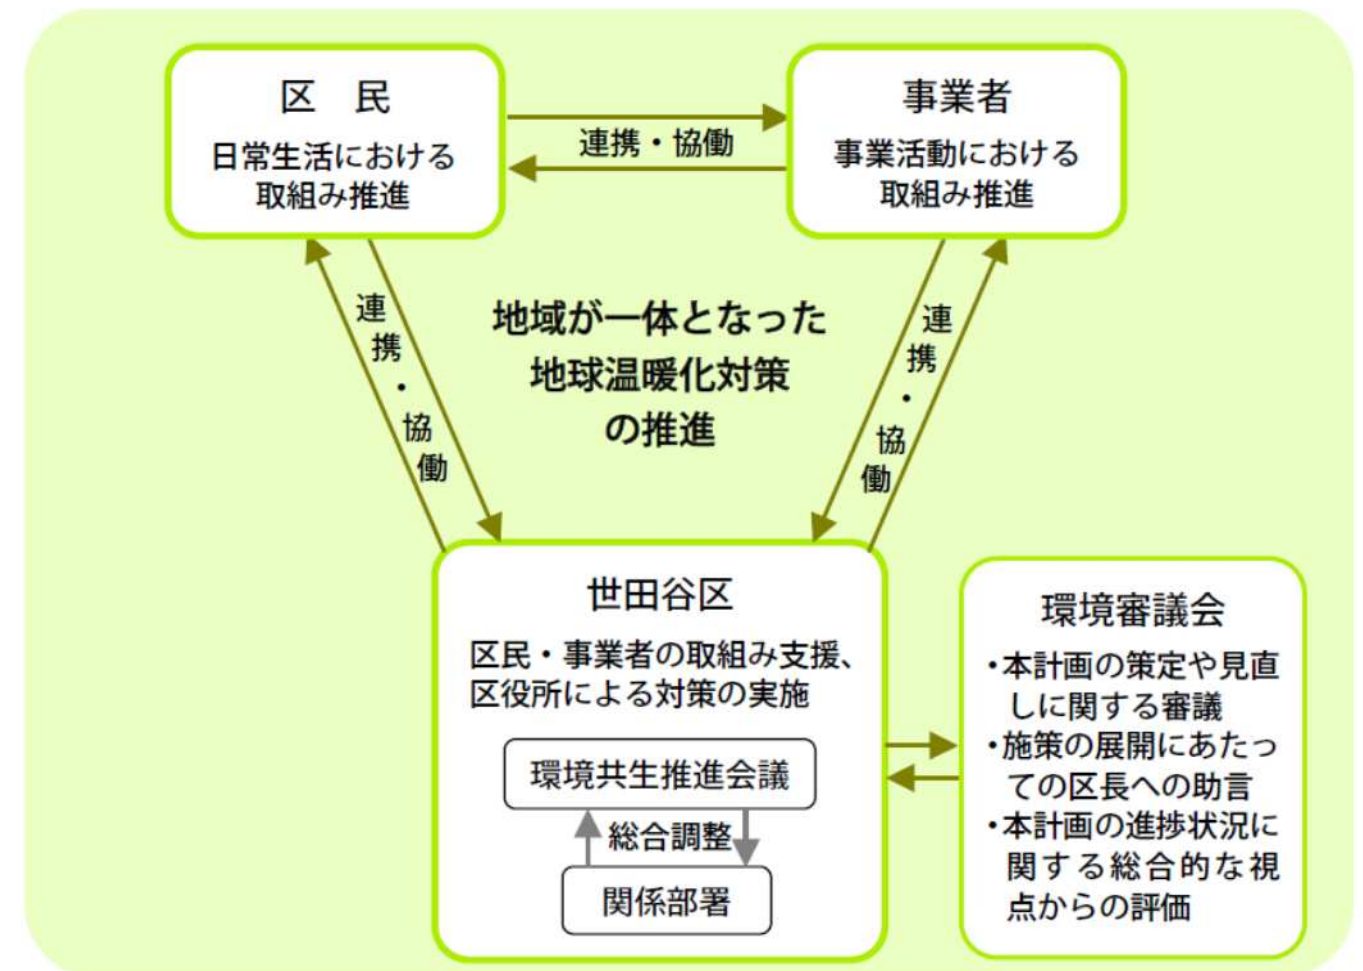 区　民
日常生活における
取組み推進
連携・協働
事業者
事業活動における
取組み推進
連携・協働
地域が一体となった
地球温暖化対策
の推進
連携・協働
世田谷区
区民・事業者の取組み支援、
区役所による対策の実施
環境共生推進会議
総合調整
関係部署
環境審議会
・本計画の策定や見直
しに関する審議
・施策の展開にあたっ
ての区長への助言
・本計画の進捗状況に
関する総合的な視
点からの評価